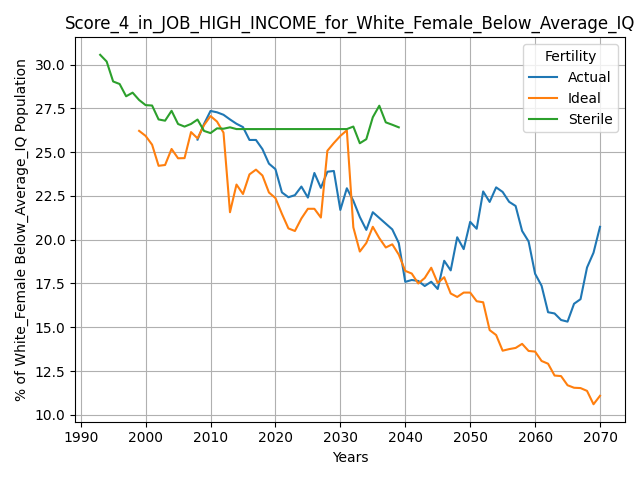 Score_4_in_JOB_HIGH_INCOME_for_White_Female_Below_Average_IQ
% of White_Female Below_Average_IQ Population
30.0
27.5
25.0
22.5
20.0
17.5
15.0
12.5
10.0
Fertility
Actual
Ideal
Sterile
1990 2000 2010 2020 2030 2040 2050 2060 2070
Years